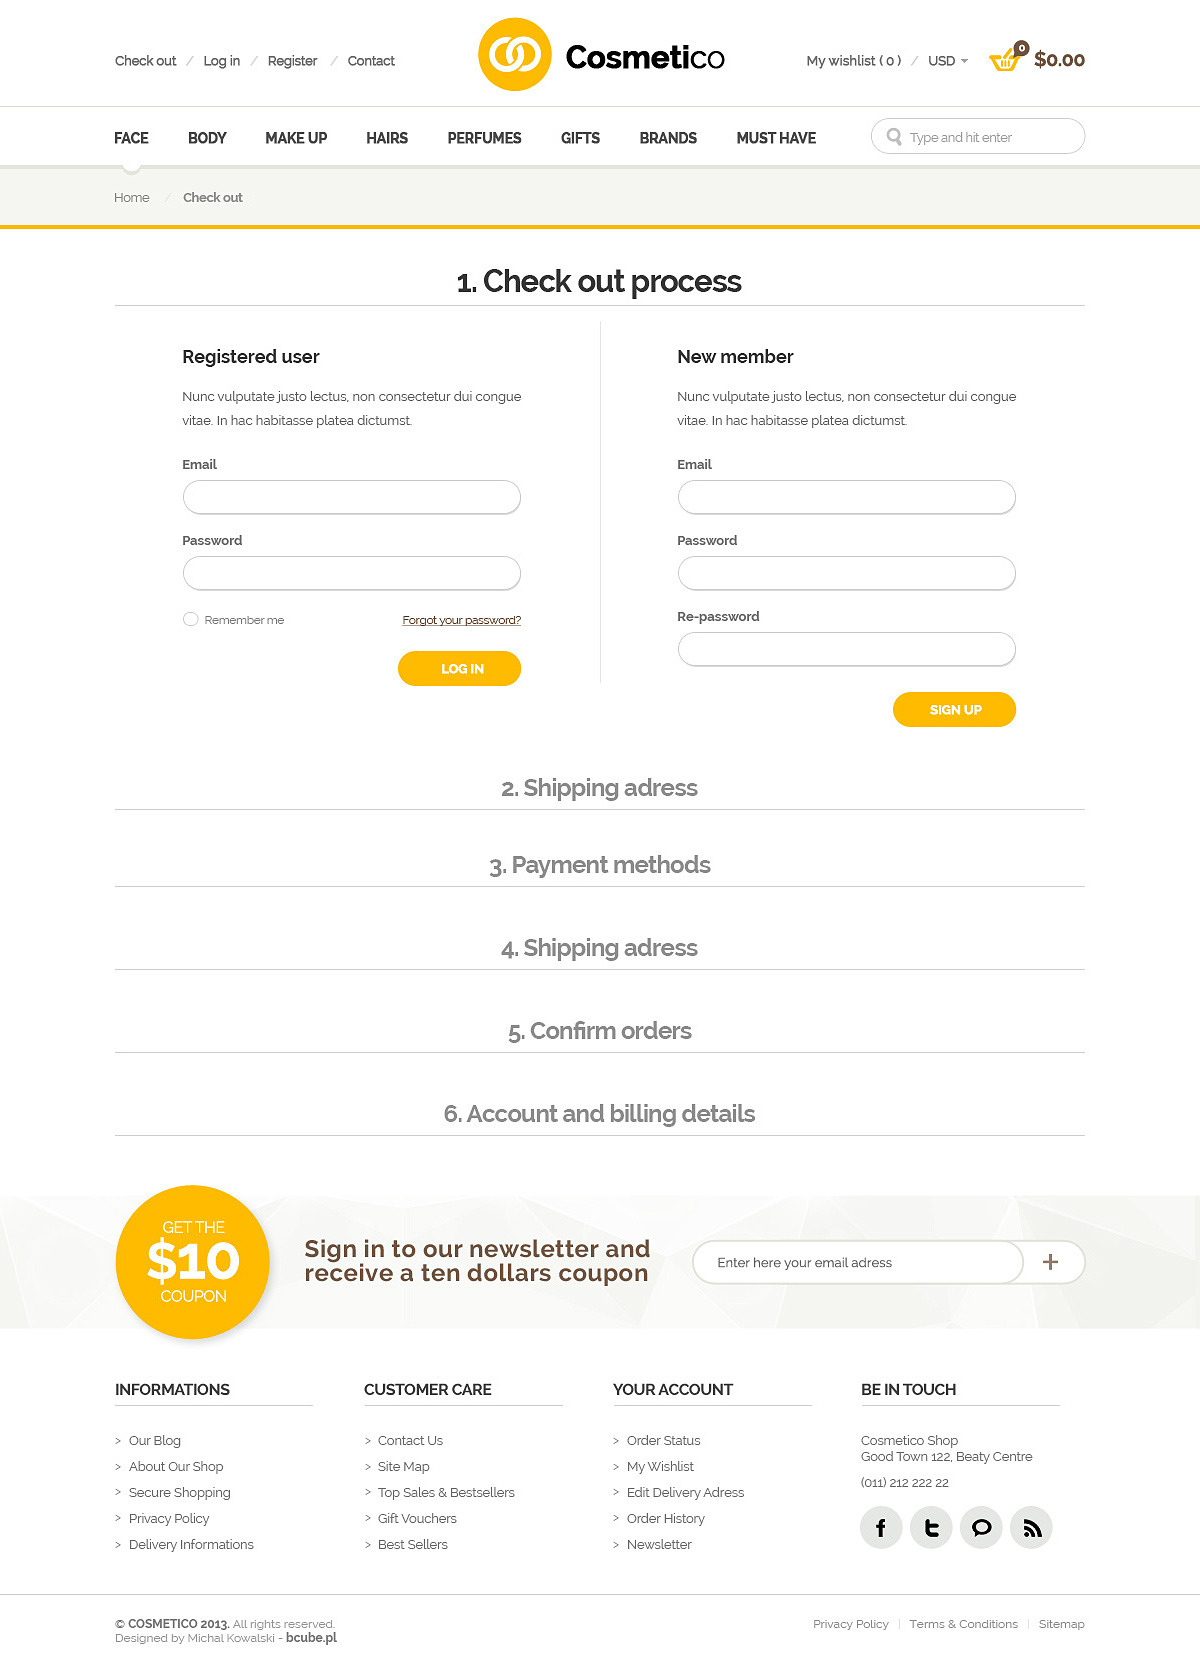 Check out / Log in / Register / Contact
Cosmetico
My wishlist ( 0 ) / USD
0
$0.00
FACE BODY MAKE UP HAIRS PERFUMES GIFTS BRANDS MUST HAVE
Type and hit enter
Home / Check out
1. Check out process
Registered user
Nunc vulputate justo lectus, non consectetur dui congue
vitae. In hac habitasse platea dictumst.
Email
Password
Remember me
Forgot your password?
LOG IN
New member
Nunc vulputate justo lectus, non consectetur dui congue
vitae. In hac habitasse platea dictumst.
Email
Password
Re-password
SIGN UP
2. Shipping adress
3. Payment methods
4. Shipping adress
5. Confirm orders
6. Account and billing details
GET THE
$10
COUPON
Sign in to our newsletter and
receive a ten dollars coupon
Enter here your email adress
+
INFORMATIONS
> Our Blog
> About Our Shop
> Secure Shopping
> Privacy Policy
> Delivery Informations
CUSTOMER CARE
> Contact Us
> Site Map
> Top Sales & Bestsellers
> Gift Vouchers
> Best Sellers
YOUR ACCOUNT
> Order Status
> My Wishlist
> Edit Delivery Adress
> Order History
> Newsletter
BE IN TOUCH
Cosmetico Shop
Good Town 122, Beaty Centre
(011) 212 222 22
© COSMETICO 2013. All rights reserved.
Designed by Michal Kowalski - bcube.pl
Privacy Policy | Terms & Conditions | Sitemap